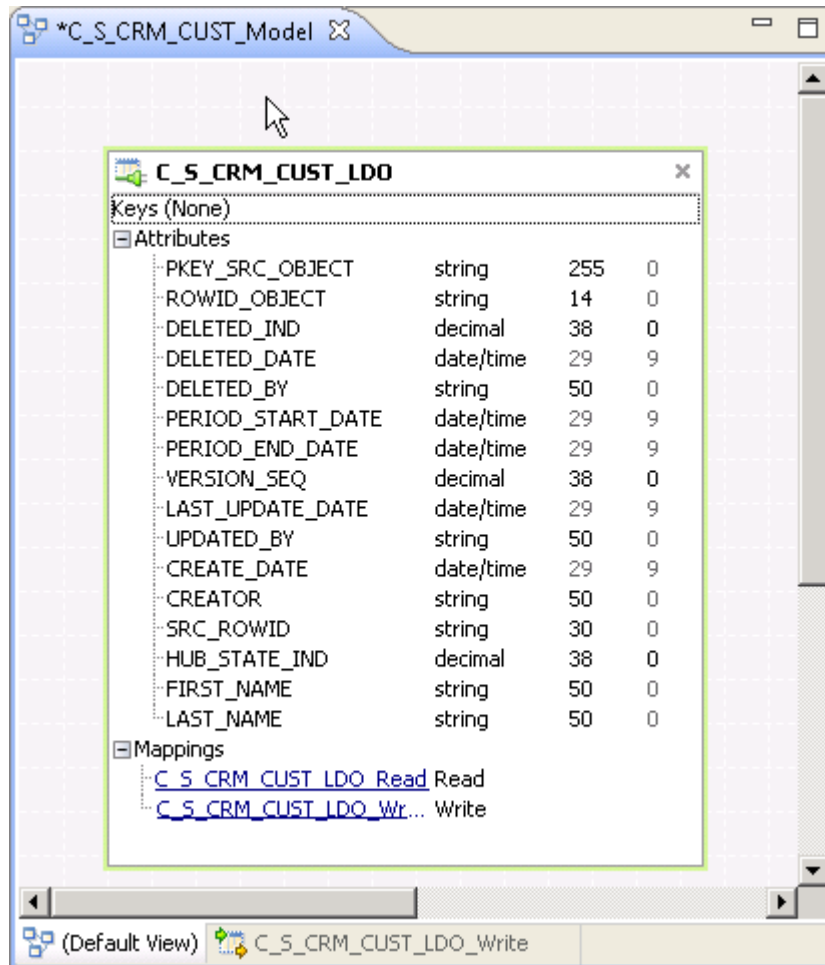 *C_S_CRM_CUST_Model
C_S_CRM_CUST_LDO
Keys (None)
Attributes
PKEY_SRC_OBJECT string 255 0
ROWID_OBJECT string 14 0
DELETED_IND decimal 38 0
DELETED_DATE date/time 29 9
DELETED_BY string 50 0
PERIOD_START_DATE date/time 29 9
PERIOD_END_DATE date/time 29 9
VERSION_SEQ decimal 38 0
LAST_UPDATE_DATE date/time 29 9
UPDATED_BY string 50 0
CREATE_DATE date/time 29 9
CREATOR string 50 0
SRC_ROWID string 30 0
HUB_STATE_IND decimal 38 0
FIRST_NAME string 50 0
LAST_NAME string 50 0
Mappings
C_S_CRM_CUST_LDO_Read Read
C_S_CRM_CUST_LDO_Wr... Write
(Default View) C_S_CRM_CUST_LDO_Write